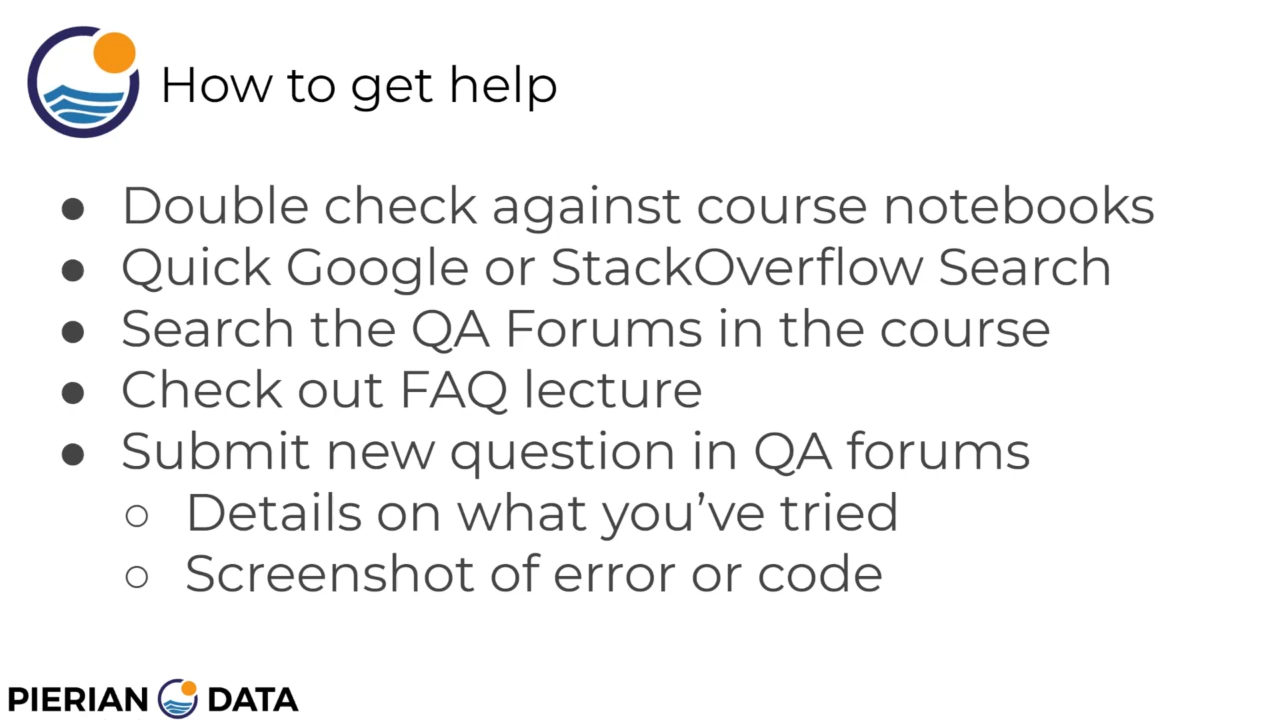 How to get help
● Double check against course notebooks
● Quick Google or StackOverflow Search
● Search the QA Forums in the course
● Check out FAQ lecture
● Submit new question in QA forums
○ Details on what you’ve tried
○ Screenshot of error or code
PIERIAN DATA